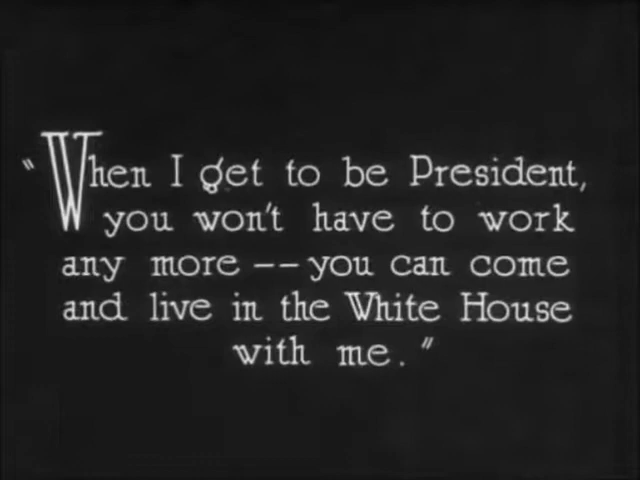 "When I get to be President,
you won't have to work
any more -- you can come
and live in the White House
with me."